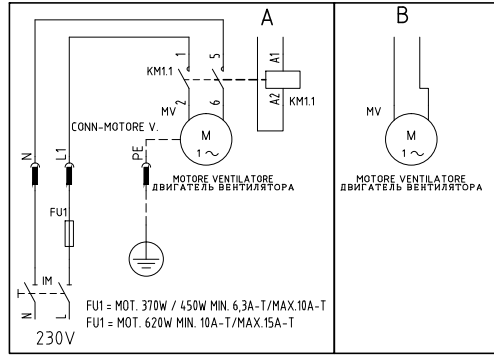 A
B
1
5
A1
KM1.1
A2
KM1.1
2
6
MV
MV
CONN-MOTORE V.
M
1~
M
1~
N
L1
PE
MOTORE VENTILATORE
ДВИГАТЕЛЬ ВЕНТИЛЯТОРА
MOTORE VENTILATORE
ДВИГАТЕЛЬ ВЕНТИЛЯТОРА
FU1
IM
FU1 = MOT. 370W / 450W MIN. 6,3A-T/MAX.10A-T
N
L
FU1 = MOT. 620W MIN. 10A-T/MAX.15A-T
230V